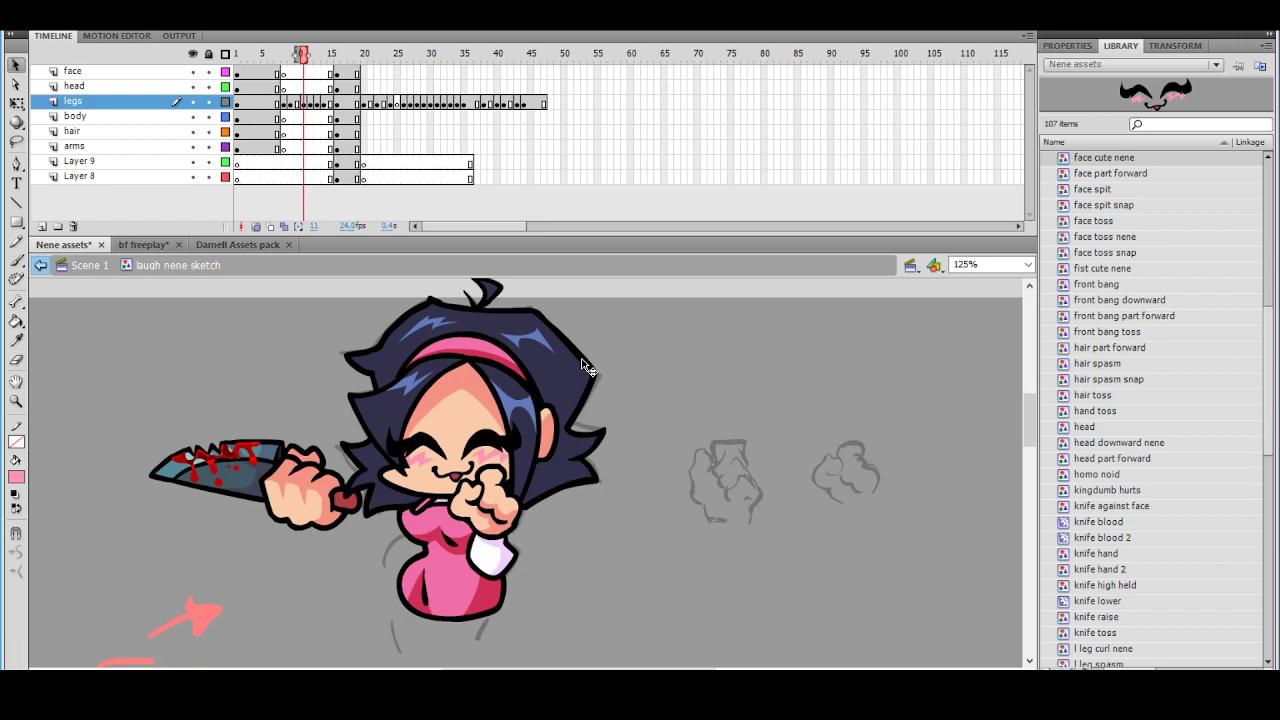 TIMELINE MOTION EDITOR OUTPUT
PROPERTIES LIBRARY TRANSFORM
1 5 15 20 25 30 35 40 45 50 55 60 65 70 75 80 85 90 95 100 105 110 115
Nene assets
face
head
legs
body
hair
arms
Layer 9
Layer 8
107 items
Name Linkage
11 24.0fps 0.4s
Nene assets* bf freeplay* Darnell Assets pack
Scene 1 laugh nene sketch 125%
face cute nene
face part forward
face spit
face spit snap
face toss
face toss nene
face toss snap
fist cute nene
front bang
front bang downward
front bang part forward
front bang toss
hair part forward
hair spasm
hair spasm snap
hair toss
hand toss
head
head downward nene
head part forward
homo noid
kingdumb hurts
knife against face
knife blood
knife blood 2
knife hand
knife hand 2
knife high held
knife lower
knife raise
knife toss
l leg curl nene
l leg spasm